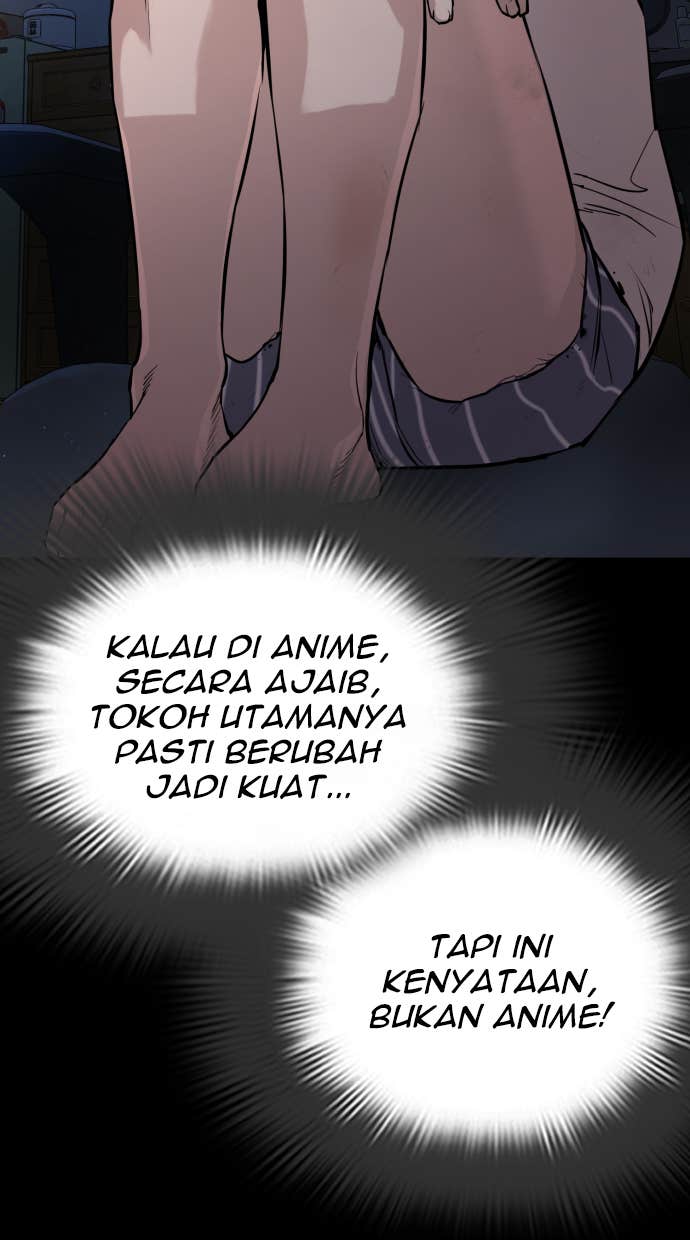 KALAU DI ANIME,
SECARA AJAIB,
TOKOH UTAMANYA
PASTI BERUBAH
JADI KUAT...
TAPI INI
KENYATAAN,
BUKAN ANIME!